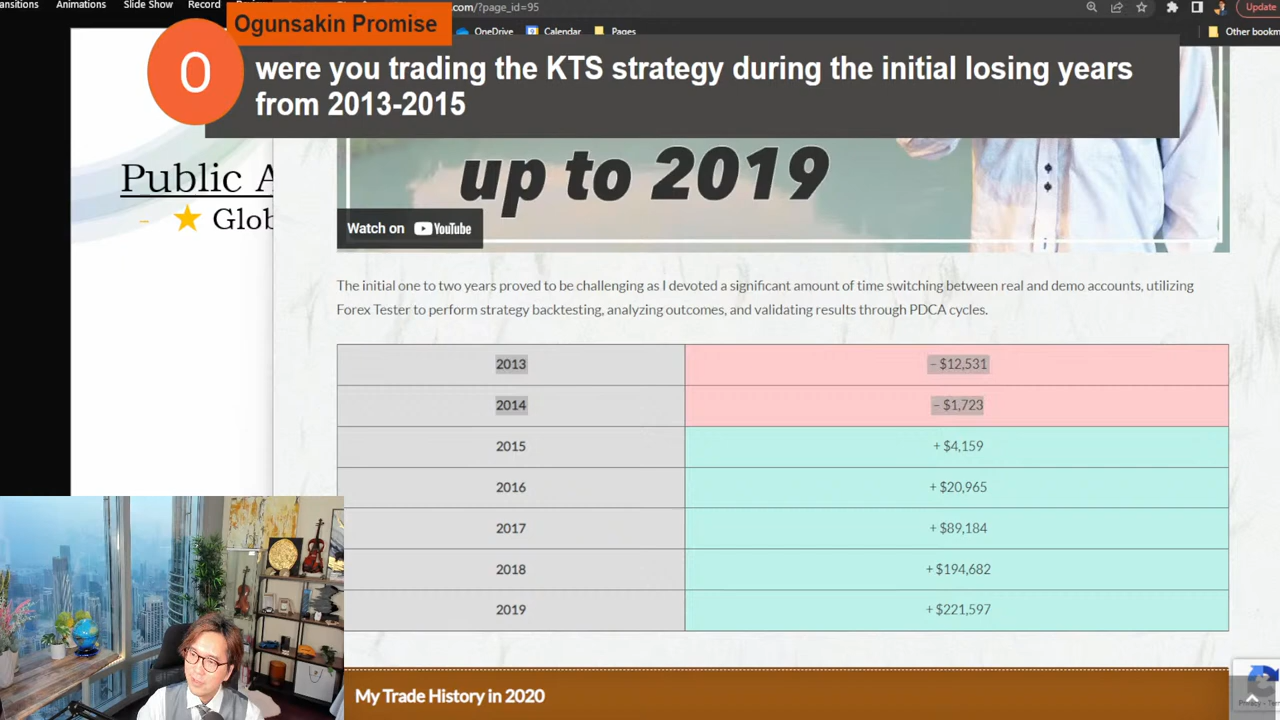 Animations
Slide Show
Record
.com/?page_id=95
Update
Ogunsakin Promise
OneDrive
Calendar
Pages
Other bookm
O
were you trading the KTS strategy during the initial losing years
from 2013-2015
Public A
Glob
up to 2019
Watch on YouTube
The initial one to two years proved to be challenging as I devoted a significant amount of time switching between real and demo accounts, utilizing
Forex Tester to perform strategy backtesting, analyzing outcomes, and validating results through PDCA cycles.
2013 – $12,531
2014 – $1,723
2015 + $4,159
2016 + $20,965
2017 + $89,184
2018 + $194,682
2019 + $221,597
My Trade History in 2020